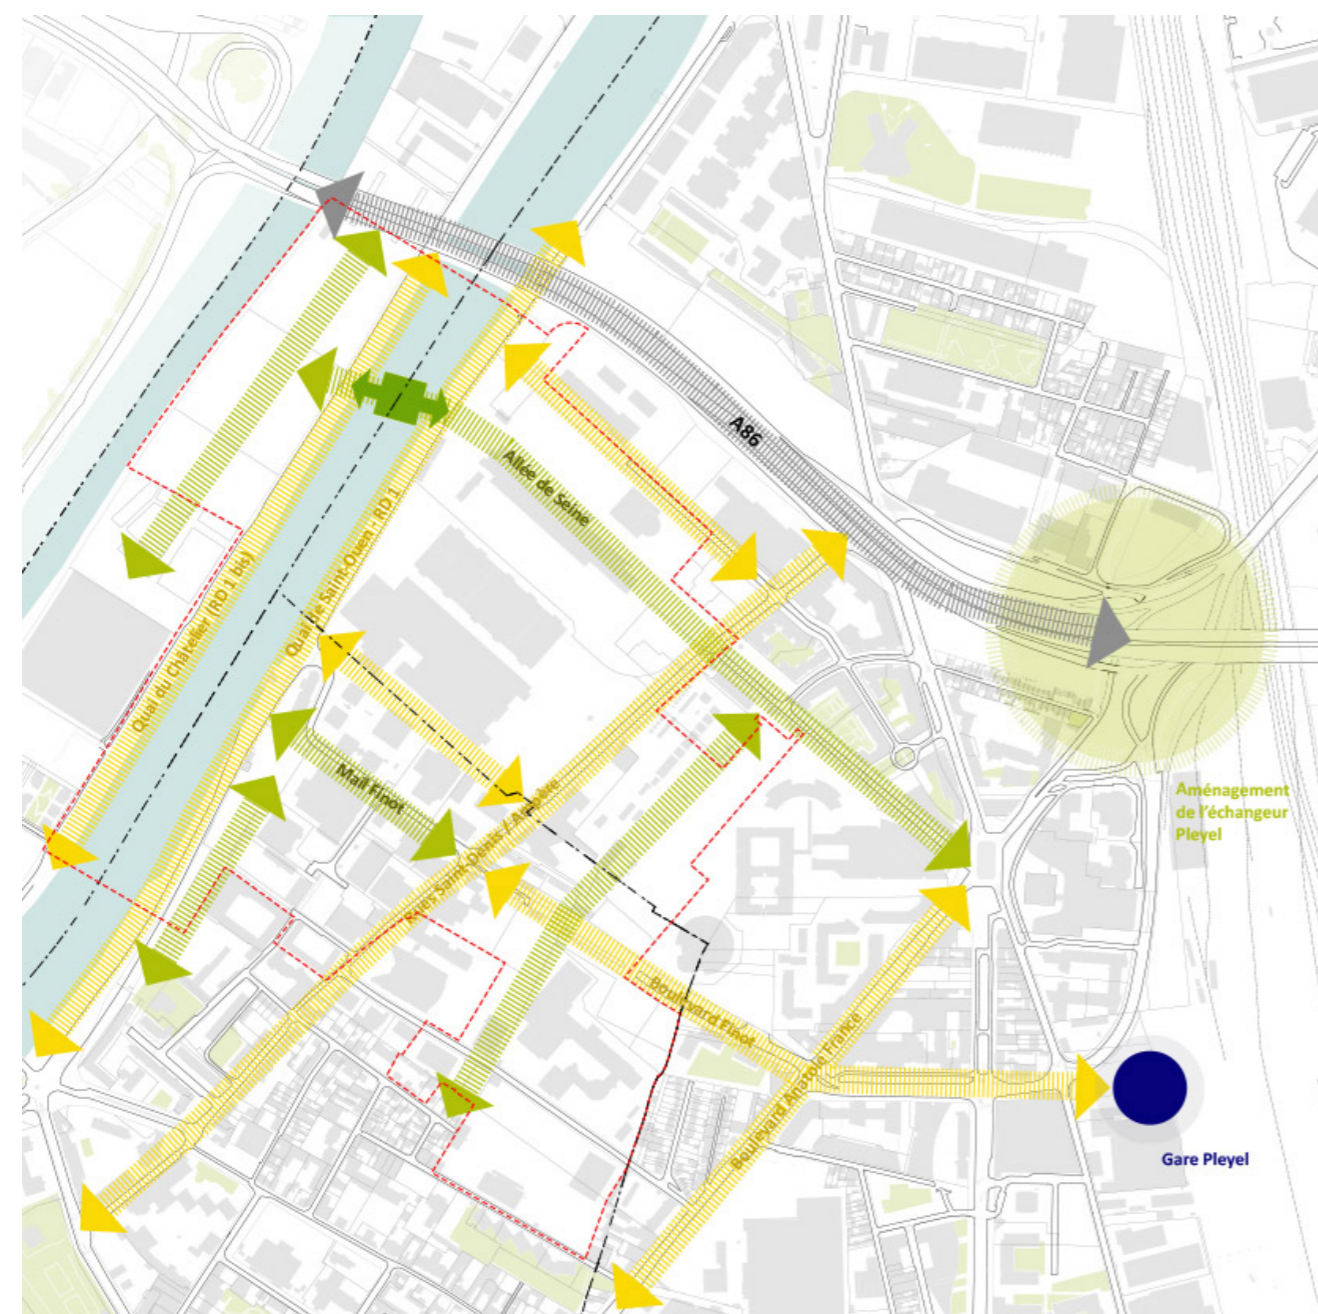 A86
Allée de Seine
Quai du Chatelier (RD 1 bis)
Quai de Saint-Ouen - RD 1
Mail Finot
Rues Saint-Denis / Ampère
Aménagement
de l'échangeur
Pleyel
Boulevard Finot
Boulevard Anatole France
Gare Pleyel